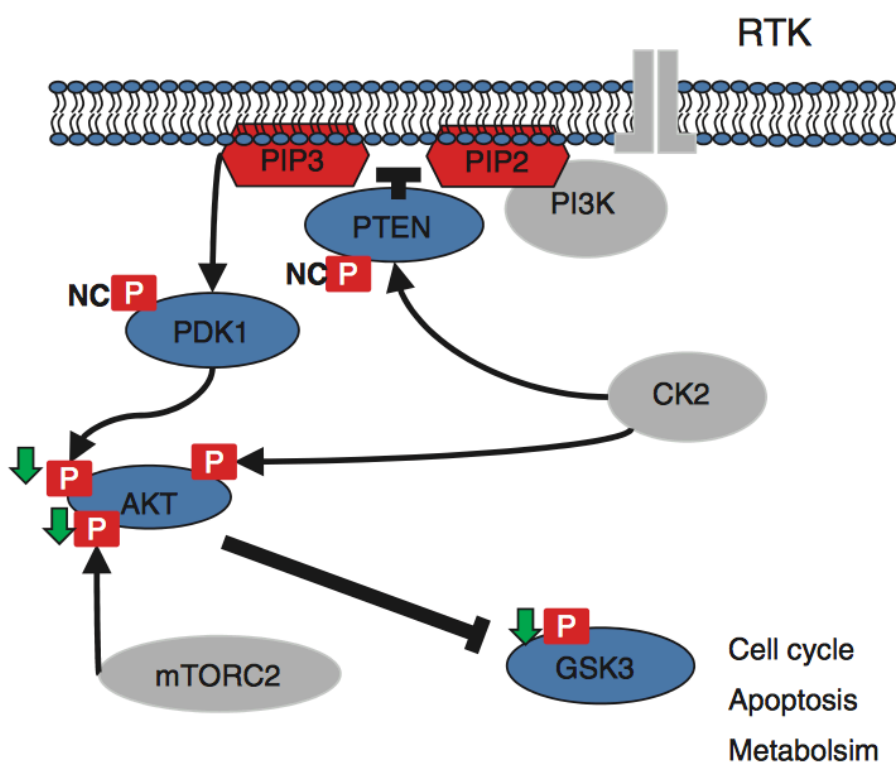 RTK
PIP3
PIP2
PI3K
PTEN
NC P
NC P
PDK1
CK2
P
P
AKT
P
P
GSK3
mTORC2
Cell cycle
Apoptosis
Metabolsim